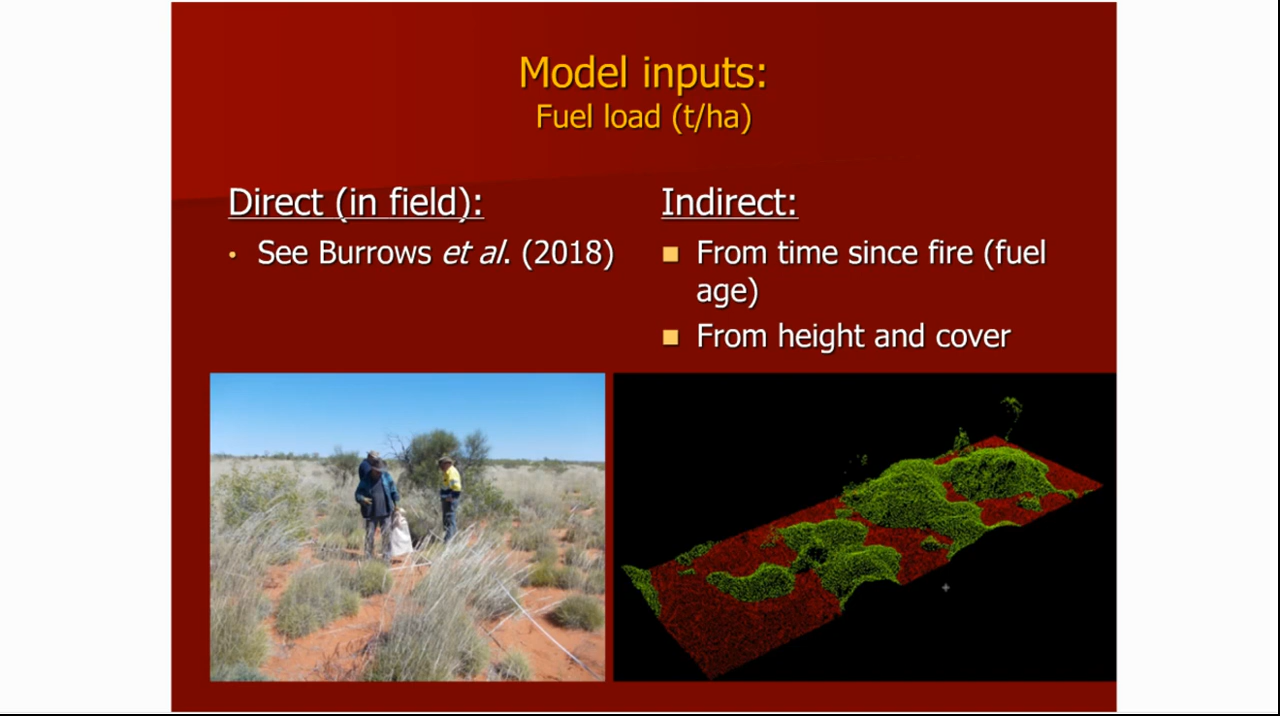 Model inputs:
Fuel load (t/ha)
Direct (in field):
• See Burrows et al. (2018)
Indirect:
■ From time since fire (fuel
age)
■ From height and cover